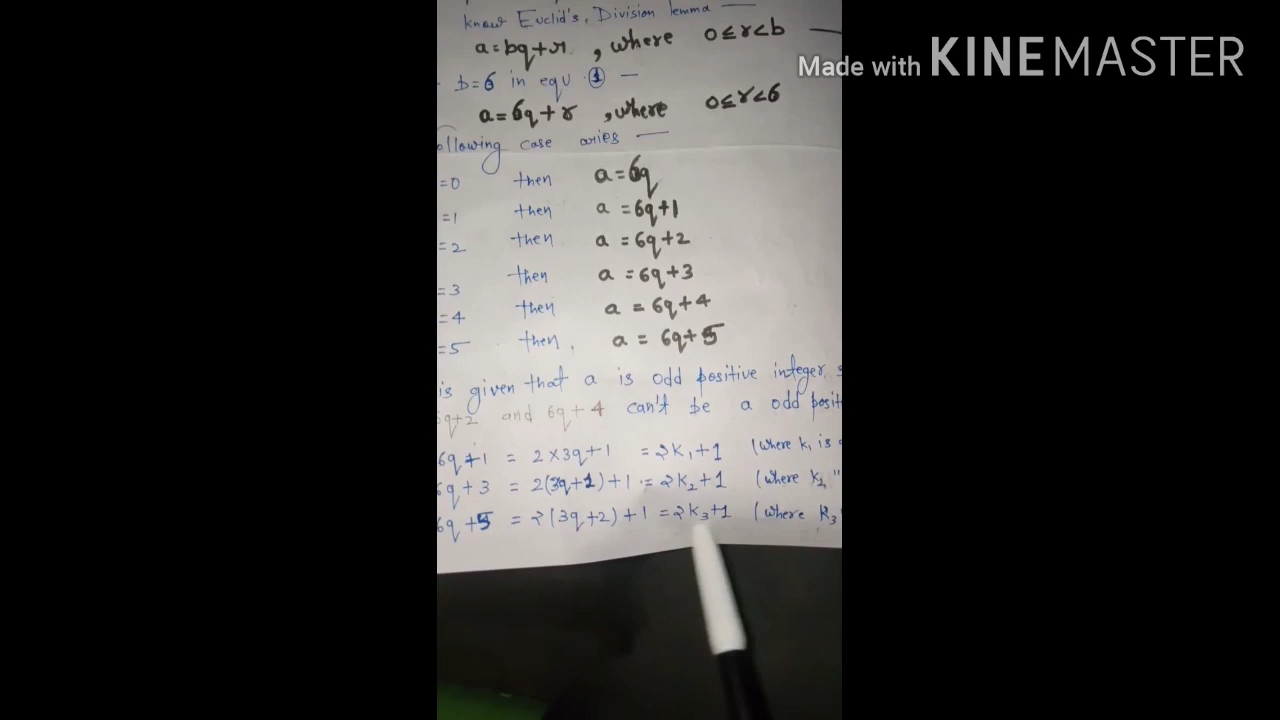 Made with KINEMASTER
know Euclid's, Division lemma —
a = bq + r , where 0 ≤ r < b —
b = 6 in equ ① —
a = 6q + r , where 0 ≤ r < 6
ollowing case aries —
=0 then a = 6q
=1 then a = 6q+1
=2 then a = 6q+2
=3 then a = 6q+3
=4 then a = 6q+4
=5 then, a = 6q+5
is given that a is odd positive integer, s
6q+2 and 6q+4 can't be a odd posit
6q+1 = 2×3q+1 = 2k₁+1 (where k₁ is
6q+3 = 2(3q+1)+1 = 2k₂+1 (where k₂ "
6q+5 = 2(3q+2)+1 = 2k₃+1 (where k₃